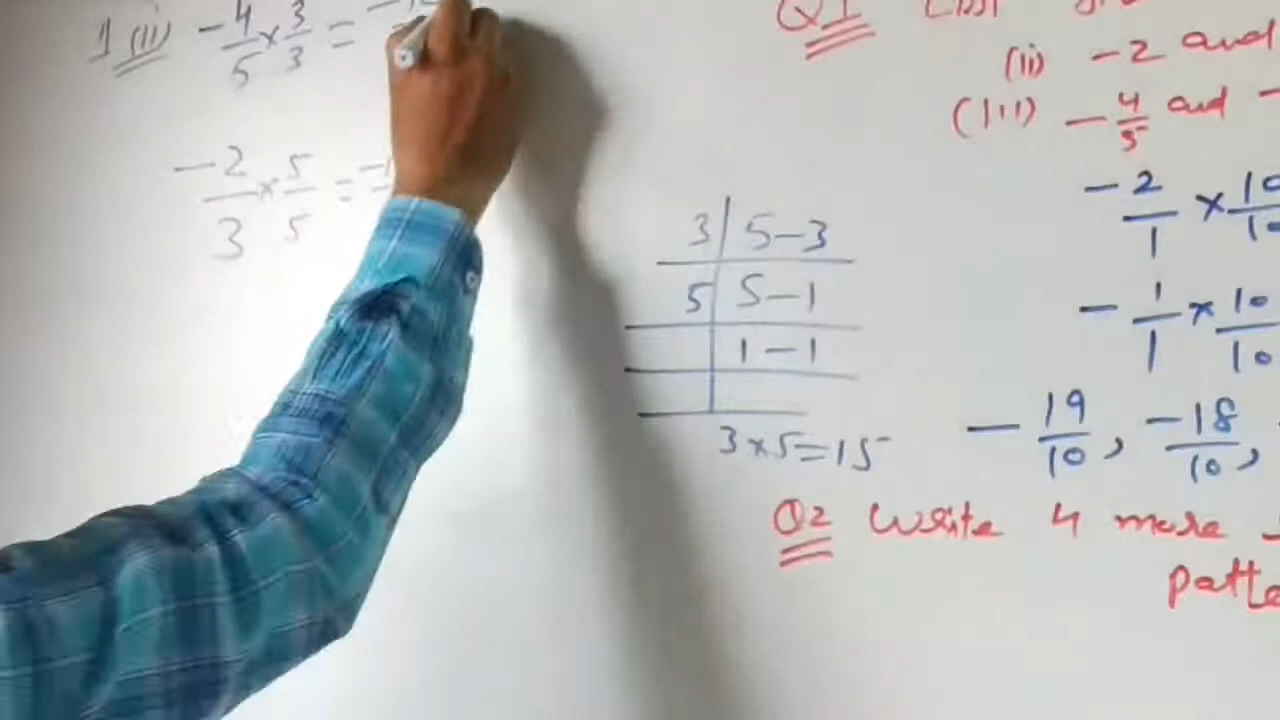 1 (ii) -4/5 × 3/3 =
-2/3 × 5/5 =
3 | 5-3
5 | 5-1
1-1
3×5=15
Q1
(ii) -2 and
(iii) -4/5 and -
-2/1 × 10/10
-1/1 × 10/10
-19/10, -18/10,
Q2 Write 4 more